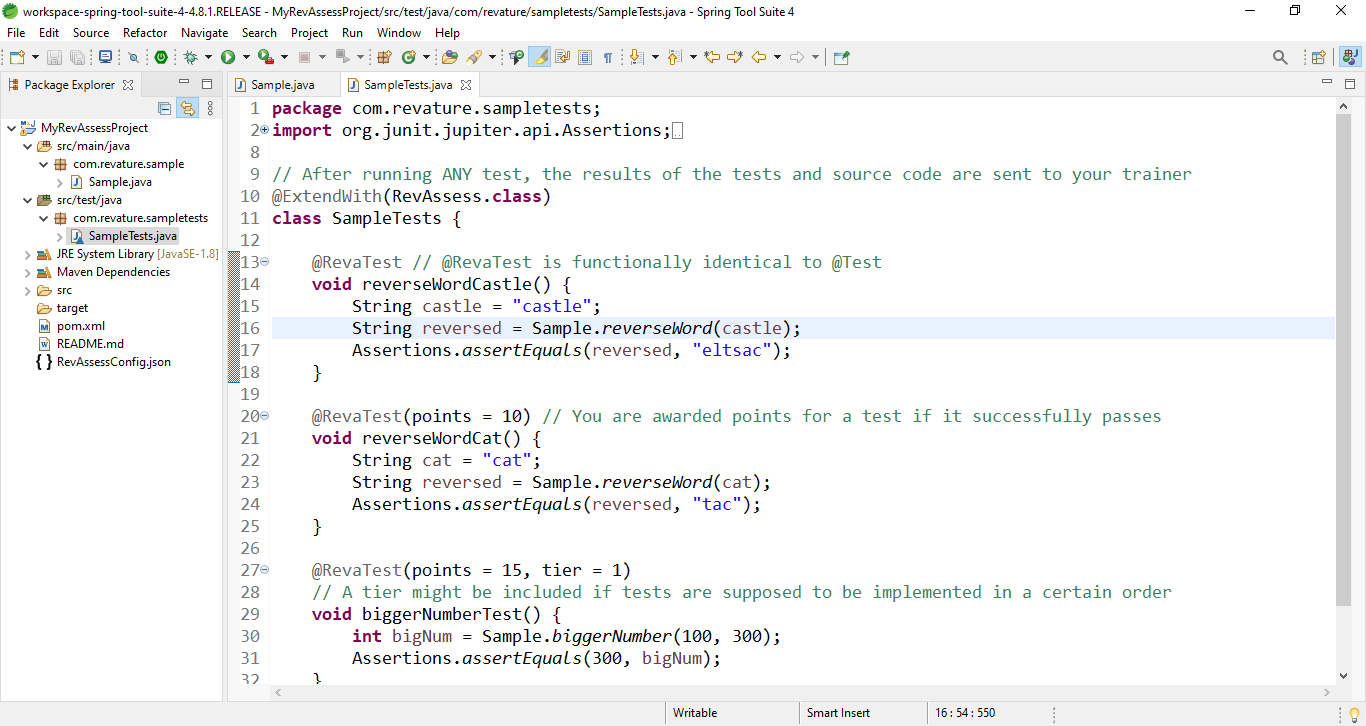 workspace-spring-tool-suite-4-4.8.1.RELEASE - MyRevAssessProject/src/test/java/com/revature/sampletests/SampleTests.java - Spring Tool Suite 4
File Edit Source Refactor Navigate Search Project Run Window Help
Package Explorer
MyRevAssessProject
src/main/java
com.revature.sample
Sample.java
src/test/java
com.revature.sampletests
SampleTests.java
JRE System Library [JavaSE-1.8]
Maven Dependencies
src
target
pom.xml
README.md
RevAssessConfig.json
Sample.java SampleTests.java
1 package com.revature.sampletests;
2 import org.junit.jupiter.api.Assertions;
8
9 // After running ANY test, the results of the tests and source code are sent to your trainer
10 @ExtendWith(RevAssess.class)
11 class SampleTests {
12
13 @RevaTest // @RevaTest is functionally identical to @Test
14 void reverseWordCastle() {
15 String castle = "castle";
16 String reversed = Sample.reverseWord(castle);
17 Assertions.assertEquals(reversed, "eltsac");
18 }
19
20 @RevaTest(points = 10) // You are awarded points for a test if it successfully passes
21 void reverseWordCat() {
22 String cat = "cat";
23 String reversed = Sample.reverseWord(cat);
24 Assertions.assertEquals(reversed, "tac");
25 }
26
27 @RevaTest(points = 15, tier = 1)
28 // A tier might be included if tests are supposed to be implemented in a certain order
29 void biggerNumberTest() {
30 int bigNum = Sample.biggerNumber(100, 300);
31 Assertions.assertEquals(300, bigNum);
32 }
Writable Smart Insert 16 : 54 : 550